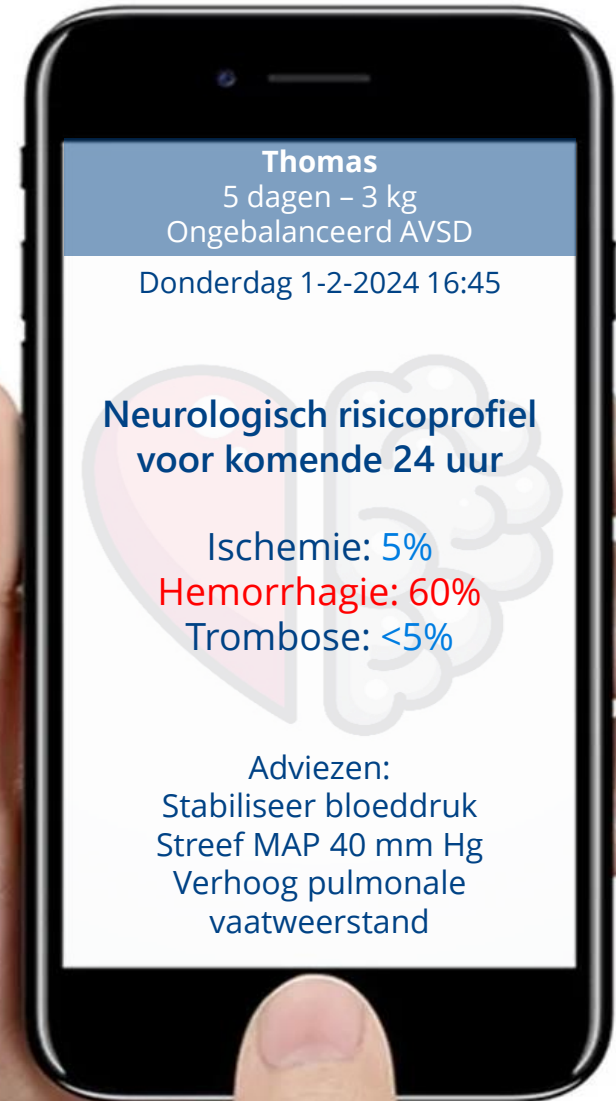 Thomas
5 dagen – 3 kg
Ongebalanceerd AVSD
Donderdag 1-2-2024 16:45
Neurologisch risicoprofiel
voor komende 24 uur
Ischemie: 5%
Hemorrhagie: 60%
Trombose: <5%
Adviezen:
Stabiliseer bloeddruk
Streef MAP 40 mm Hg
Verhoog pulmonale
vaatweerstand